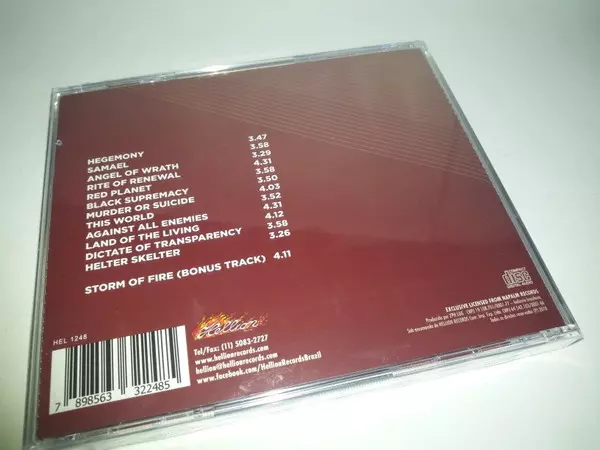 HEGEMONY 3.47
SAMAEL 3.58
ANGEL OF WRATH 3.29
RITE OF RENEWAL 4.31
RED PLANET 3.58
BLACK SUPREMACY 3.50
MURDER OR SUICIDE 4.03
THIS WORLD 3.52
AGAINST ALL ENEMIES 4.31
LAND OF THE LIVING 4.12
DICTATE OF TRANSPARENCY 3.58
HELTER SKELTER 3.26
STORM OF FIRE (BONUS TRACK) 4.11
COMPACT
DISC
DIGITAL AUDIO
EXCLUSIVE LICENSED FROM NAPALM RECORDS
HEL 1248
Hellion
Tel/Fax: (11) 5083-2727
www.hellionrecords.com
hellion@hellionrecords.com
www.facebook.com/HellionRecordsBrazil
7 898563 322485